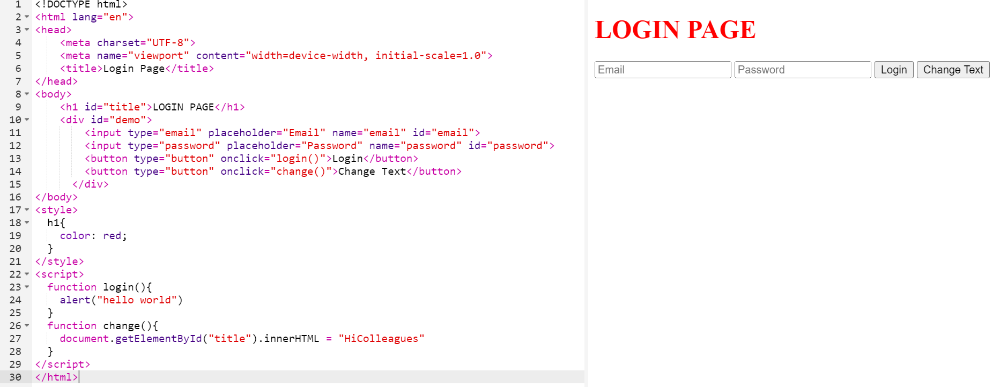 1 <!DOCTYPE html>
2 <html lang="en">
3 <head>
4     <meta charset="UTF-8">
5     <meta name="viewport" content="width=device-width, initial-scale=1.0">
6     <title>Login Page</title>
7 </head>
8 <body>
9     <h1 id="title">LOGIN PAGE</h1>
10     <div id="demo">
11         <input type="email" placeholder="Email" name="email" id="email">
12         <input type="password" placeholder="Password" name="password" id="password">
13         <button type="button" onclick="login()">Login</button>
14         <button type="button" onclick="change()">Change Text</button>
15       </div>
16 </body>
17 <style>
18   h1{
19     color: red;
20   }
21 </style>
22 <script>
23   function login(){
24     alert("hello world")
25   }
26   function change(){
27     document.getElementById("title").innerHTML = "HiColleagues"
28   }
29 </script>
30 </html>
LOGIN PAGE
Email Password Login Change Text